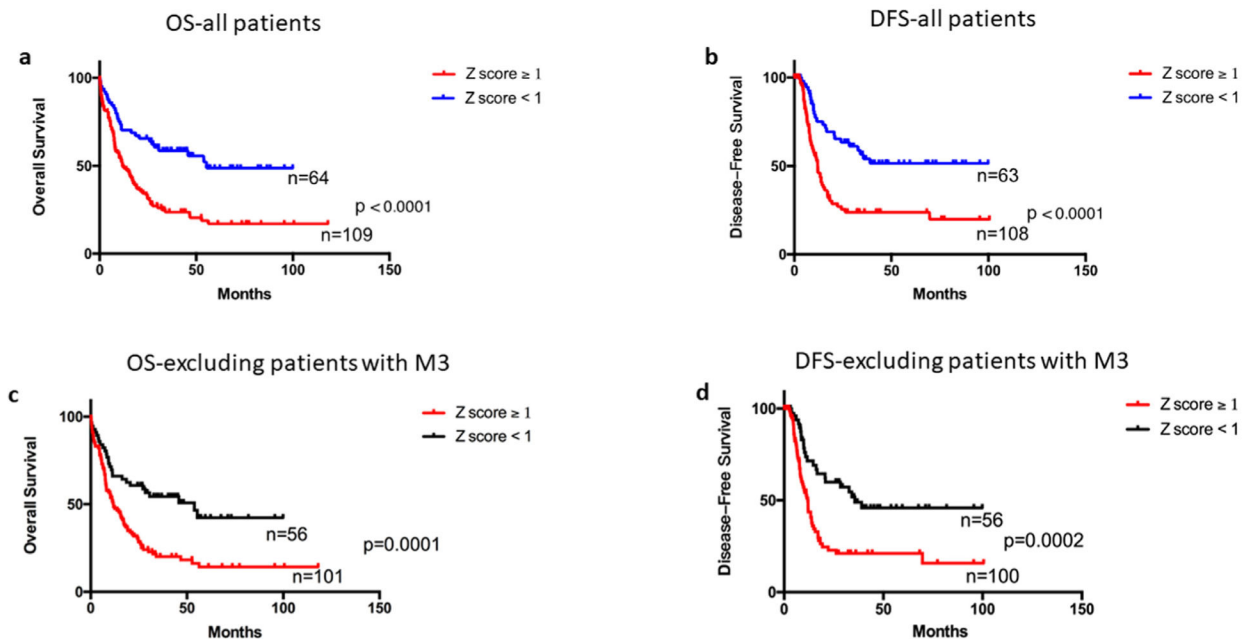 OS-all patients
a
Z score ≥ 1
Z score < 1
100
50
0
Overall Survival
n=64
n=109
p < 0.0001
0 50 100 150
Months
DFS-all patients
b
Z score ≥ 1
Z score < 1
100
50
0
Disease–Free Survival
n=63
n=108
p < 0.0001
0 50 100 150
Months
OS-excluding patients with M3
c
Z score ≥ 1
Z score < 1
100
50
0
Overall Survival
n=56
n=101
p=0.0001
0 50 100 150
Months
DFS-excluding patients with M3
d
Z score ≥ 1
Z score < 1
100
50
0
Disease–Free Survival
n=56
n=100
p=0.0002
0 50 100 150
Months